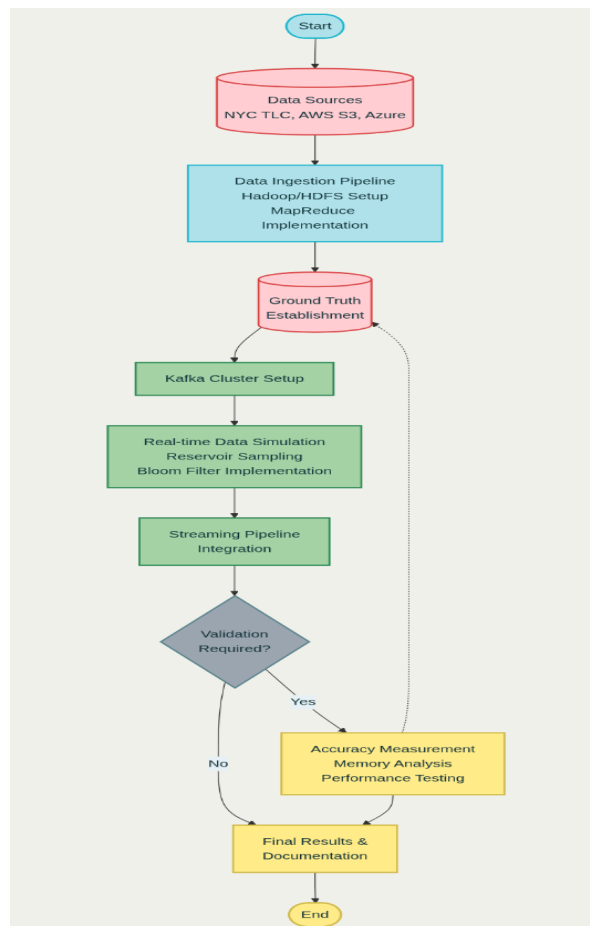 Start
Data Sources
NYC TLC, AWS S3, Azure
Data Ingestion Pipeline
Hadoop/HDFS Setup
MapReduce
Implementation
Ground Truth
Establishment
Kafka Cluster Setup
Real-time Data Simulation
Reservoir Sampling
Bloom Filter Implementation
Streaming Pipeline
Integration
Validation
Required?
Yes
No
Accuracy Measurement
Memory Analysis
Performance Testing
Final Results &
Documentation
End